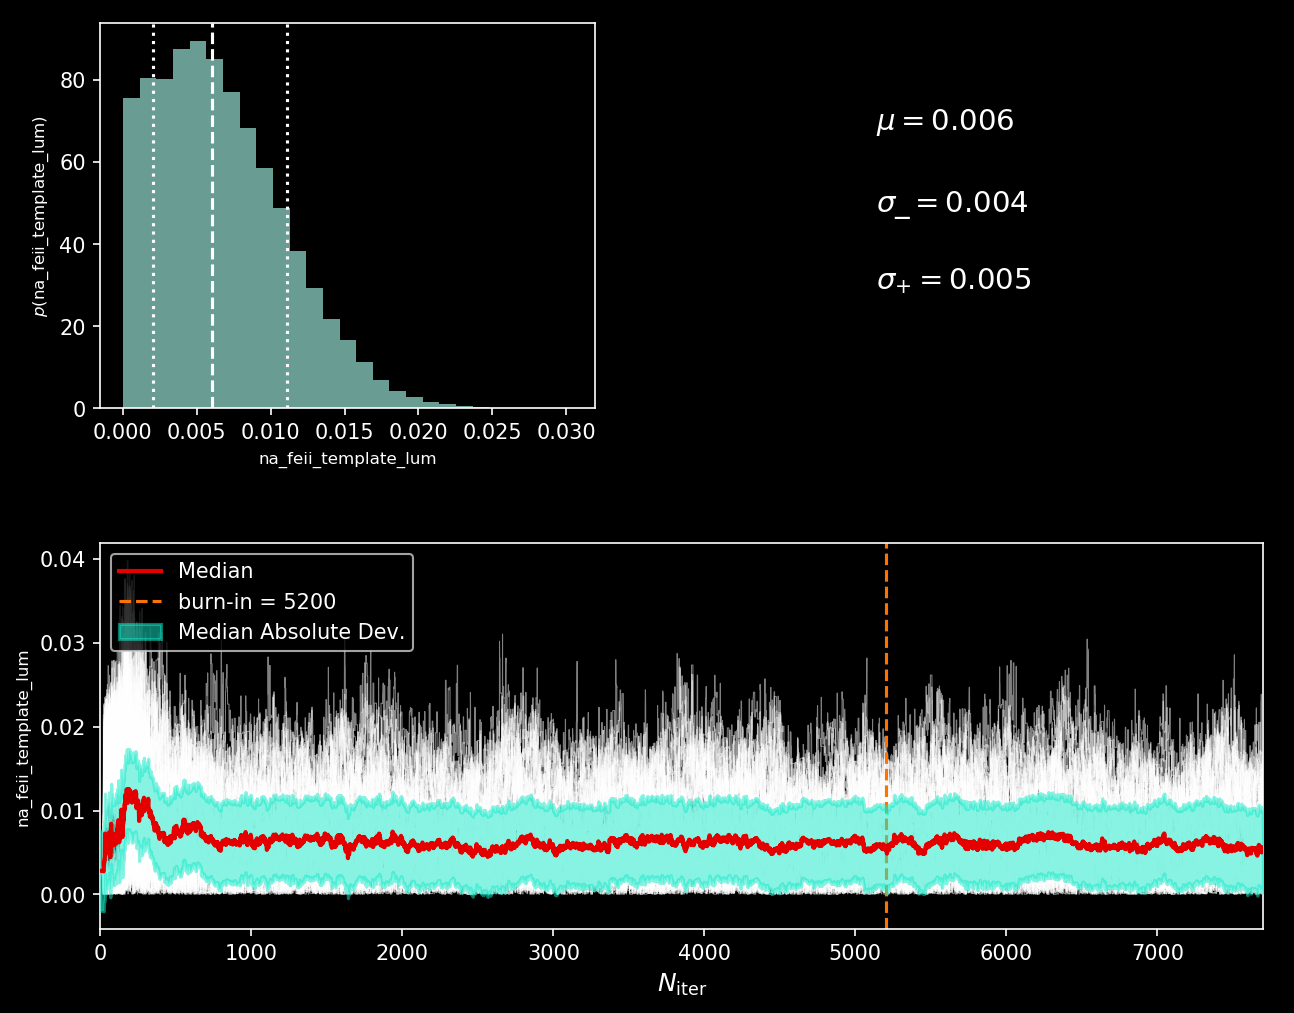 p(na_feii_template_lum)
80
60
40
20
0
0.000 0.005 0.010 0.015 0.020 0.025 0.030
na_feii_template_lum
μ = 0.006
σ₋ = 0.004
σ₊ = 0.005
na_feii_template_lum
0.04
0.03
0.02
0.01
0.00
Median
burn-in = 5200
Median Absolute Dev.
0 1000 2000 3000 4000 5000 6000 7000
N_iter